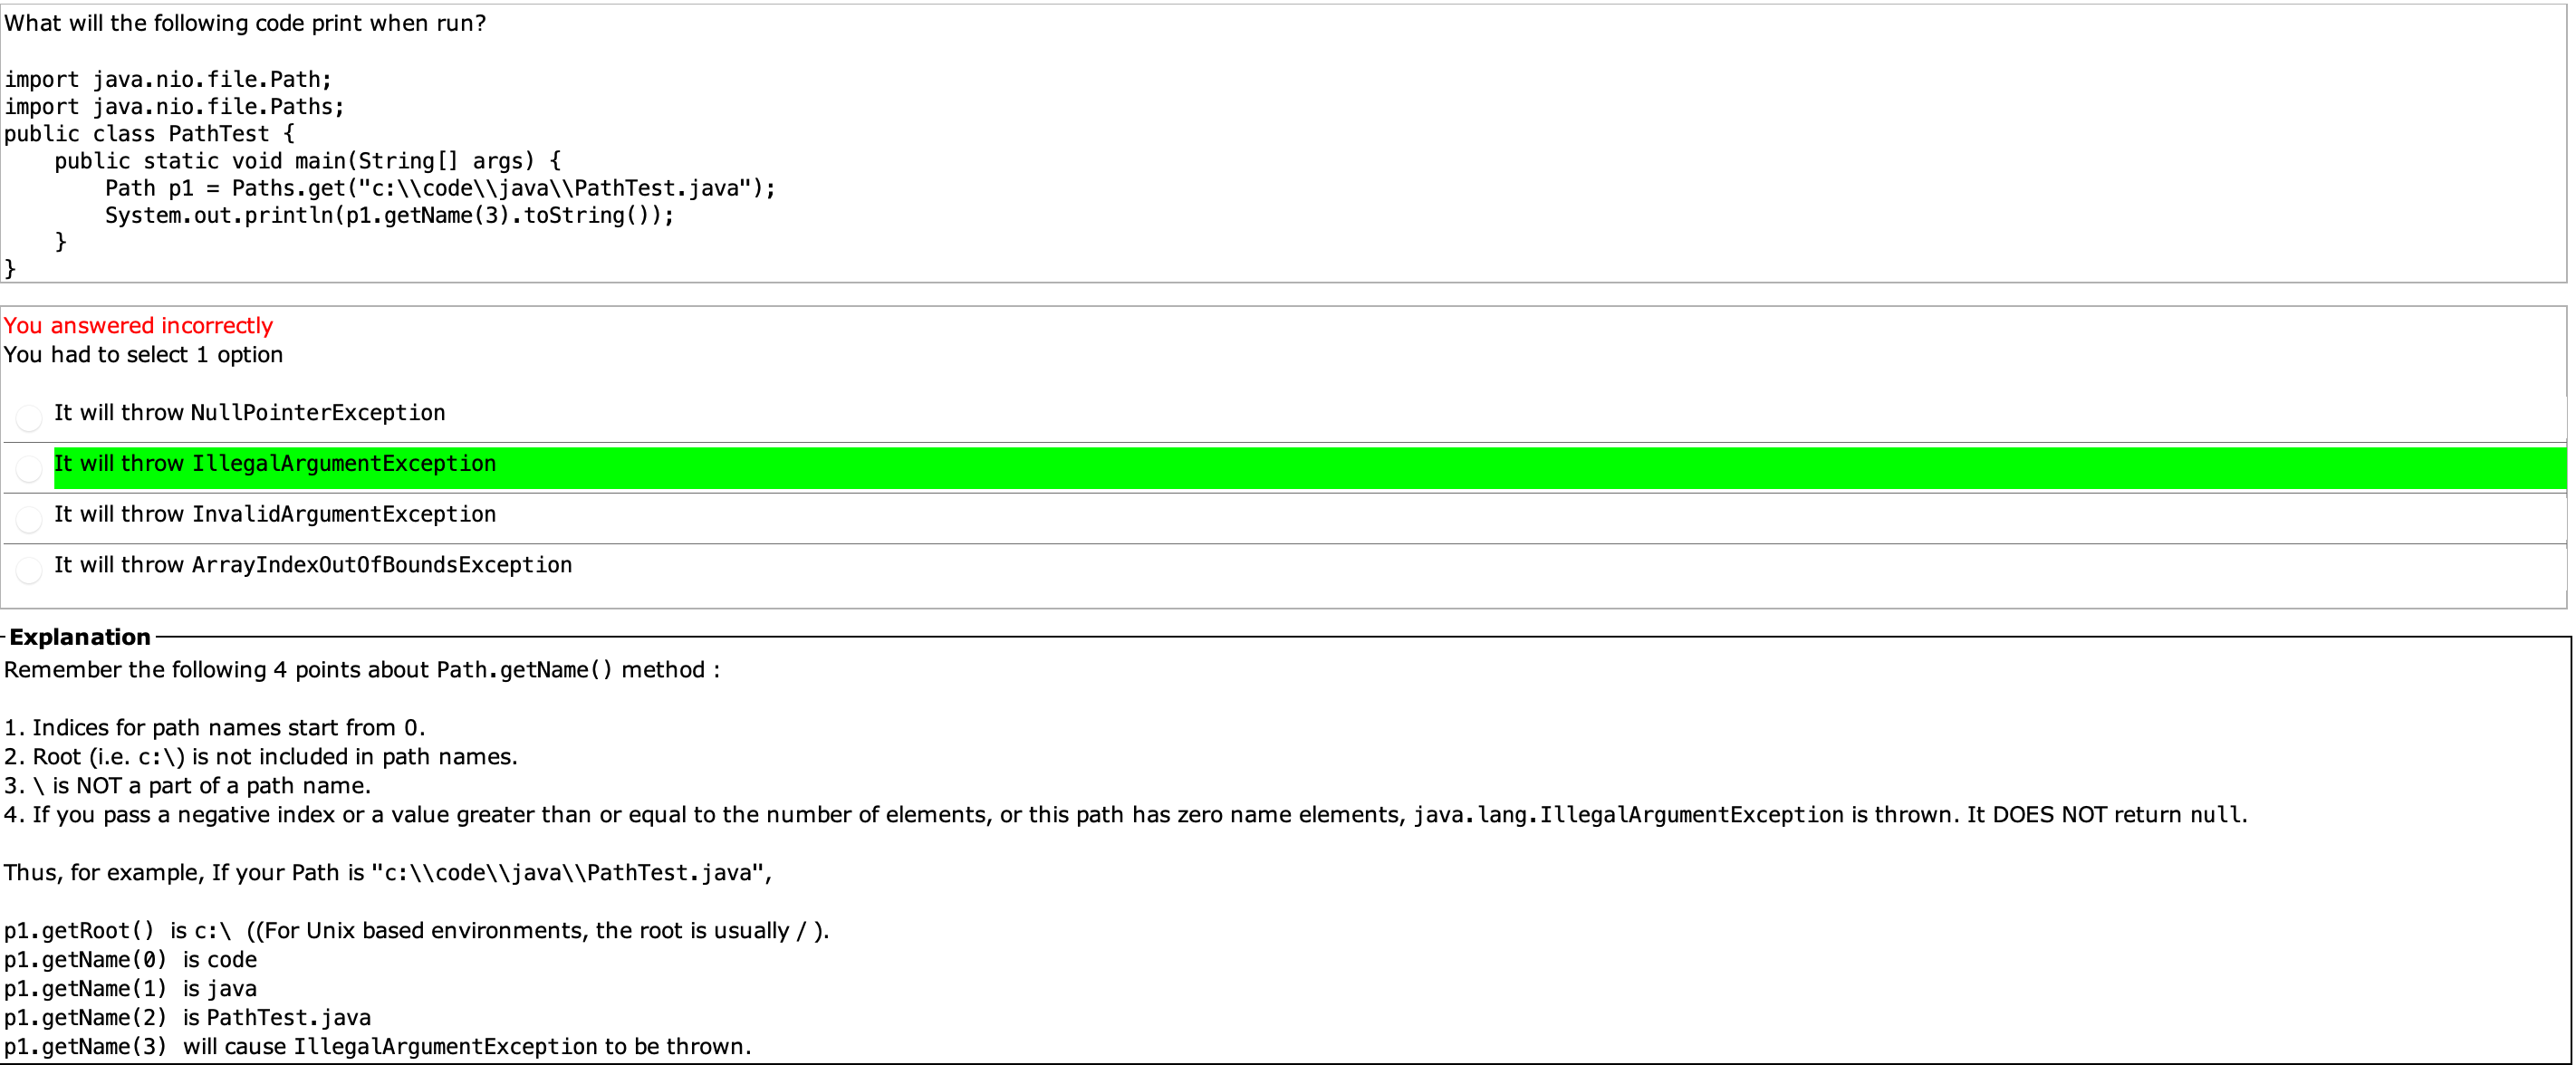 What will the following code print when run?
import java.nio.file.Path;
import java.nio.file.Paths;
public class PathTest {
    public static void main(String[] args) {
        Path p1 = Paths.get("c:\\code\\java\\PathTest.java");
        System.out.println(p1.getName(3).toString());
    }
}
You answered incorrectly
You had to select 1 option
It will throw NullPointerException
It will throw IllegalArgumentException
It will throw InvalidArgumentException
It will throw ArrayIndexOutOfBoundsException
Explanation
Remember the following 4 points about Path.getName() method :
1. Indices for path names start from 0.
2. Root (i.e. c:\) is not included in path names.
3. \ is NOT a part of a path name.
4. If you pass a negative index or a value greater than or equal to the number of elements, or this path has zero name elements, java.lang.IllegalArgumentException is thrown. It DOES NOT return null.
Thus, for example, If your Path is "c:\\code\\java\\PathTest.java",
p1.getRoot() is c:\ ((For Unix based environments, the root is usually / ).
p1.getName(0) is code
p1.getName(1) is java
p1.getName(2) is PathTest.java
p1.getName(3) will cause IllegalArgumentException to be thrown.